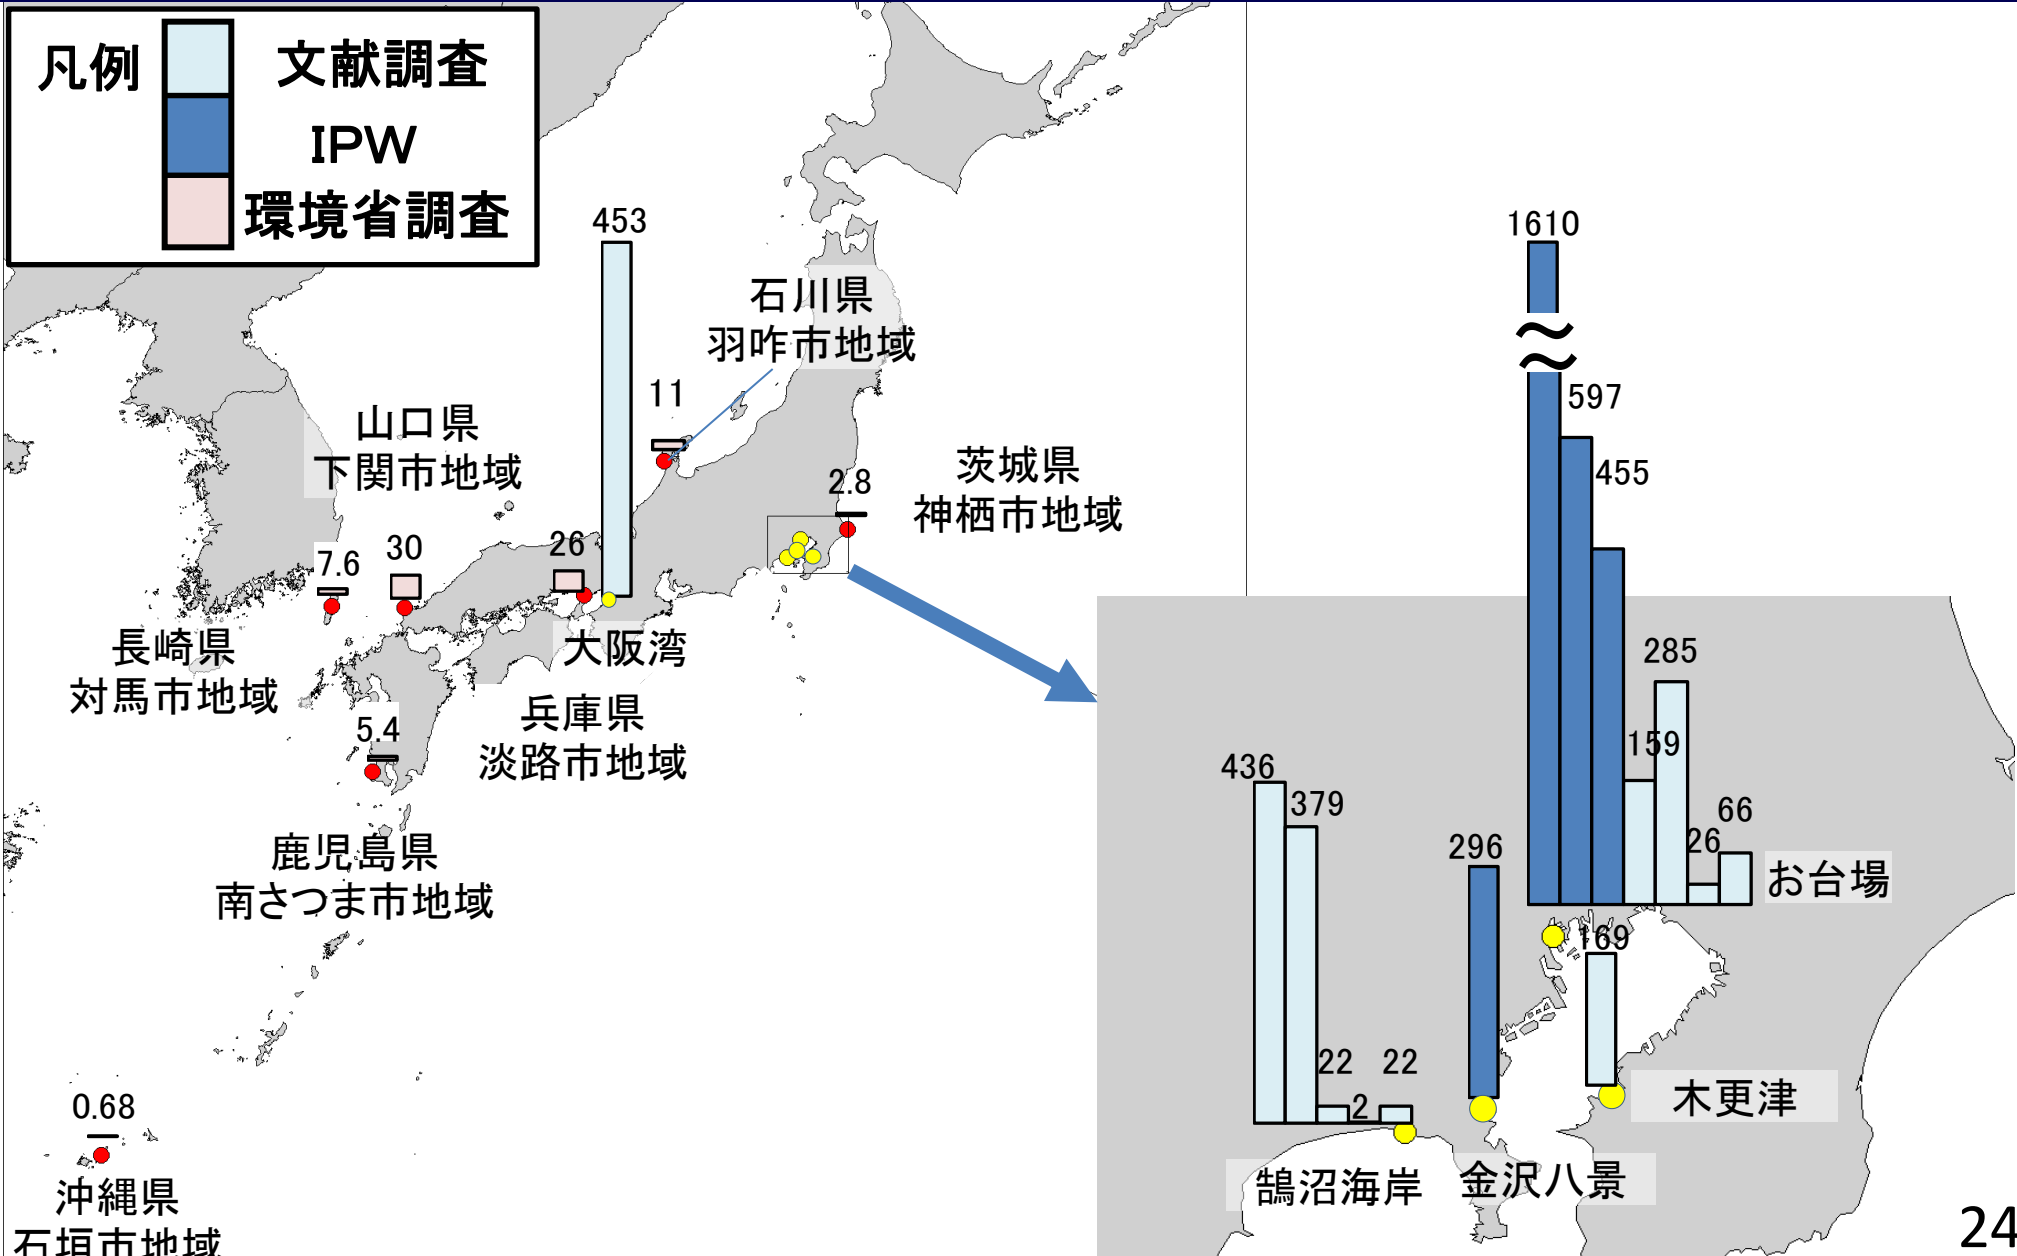 凡例
文献調査
IPW
環境省調査
453
石川県
羽咋市地域
11
山口県
下関市地域
茨城県
神栖市地域
2.8
7.6
30
26
長崎県
対馬市地域
大阪湾
兵庫県
淡路市地域
5.4
鹿児島県
南さつま市地域
0.68
沖縄県
石垣市地域
1610
597
455
159
285
26
66
お台場
436
379
22
2
22
鵠沼海岸
296
金沢八景
169
木更津
24